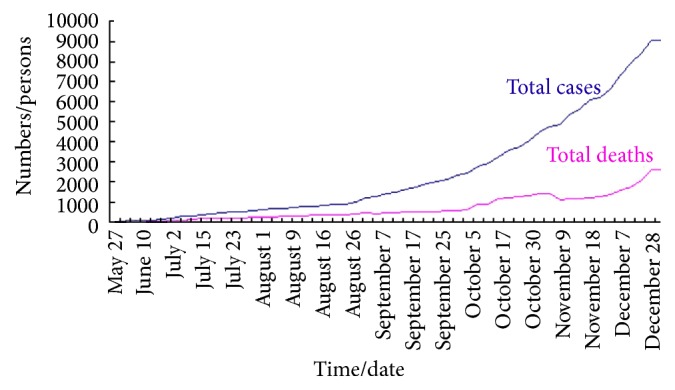 10000
9000
8000
7000
6000
5000
4000
3000
2000
1000
0
Numbers/persons
Total cases
Total deaths
May 27
June 10
July 2
July 15
July 23
August 1
August 9
August 16
August 26
September 7
September 17
September 25
October 5
October 17
October 30
November 9
November 18
December 7
December 28
Time/date